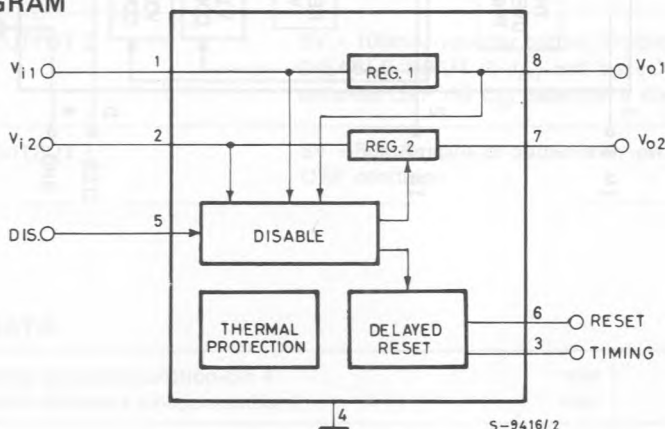 GRAM
Vi1 1 REG. 1 8 Vo1
Vi2 2 REG. 2 7 Vo2
DIS. 5 DISABLE
THERMAL PROTECTION
DELAYED RESET
6 RESET
3 TIMING
4
S-9416/2